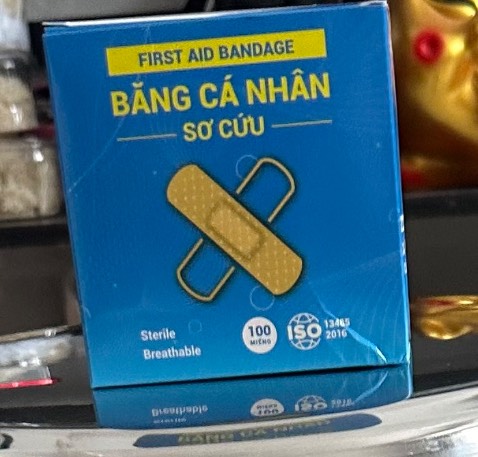 FIRST AID BANDAGE
BĂNG CÁ NHÂN
SƠ CỨU
Sterile
Breathable
100
MIẾNG
ISO
13485
2016